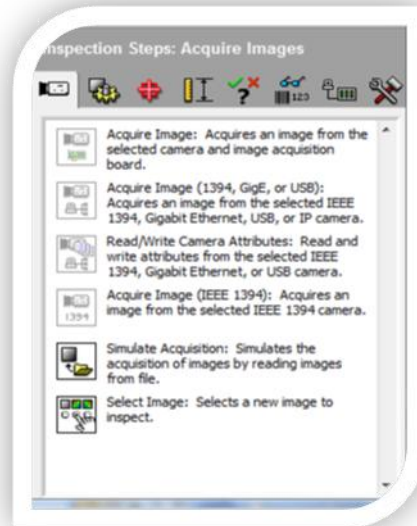 Inspection Steps: Acquire Images
123
Acquire Image: Acquires an image from the
selected camera and image acquisition
board.
Acquire Image (1394, GigE, or USB):
Acquires an image from the selected IEEE
1394, Gigabit Ethernet, USB, or IP camera.
Read/Write Camera Attributes: Read and
write attributes from the selected IEEE
1394, Gigabit Ethernet, or USB camera.
Acquire Image (IEEE 1394): Acquires an
image from the selected IEEE 1394 camera.
1394
Simulate Acquisition: Simulates the
acquisition of images by reading images
from file.
Select Image: Selects a new image to
inspect.